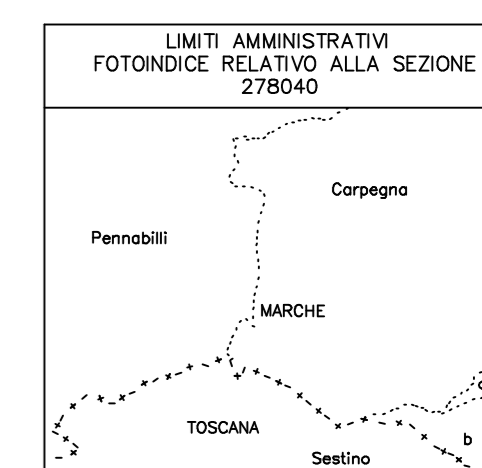 LIMITI AMMINISTRATIVI
FOTOINDICE RELATIVO ALLA SEZIONE
278040
Carpegna
Pennabilli
MARCHE
TOSCANA
b
Sestino